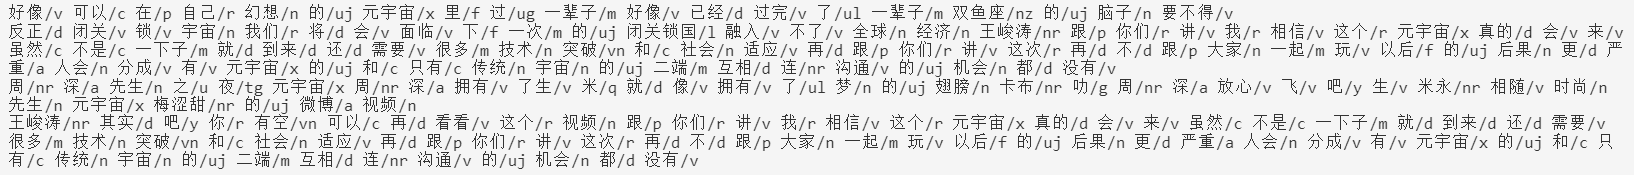 好像/v 可以/c 在/p 自己/r 幻想/n 的/uj 元宇宙/x 里/f 过/ug 一辈子/m 好像/v 已经/d 过完/v 了/ul 一辈子/m 双鱼座/nz 的/uj 脑子/n 要不得/v
反正/d 闭关/v 锁/v 宇宙/n 我们/r 将/d 会/v 面临/v 下/f 一次/m 的/uj 闭关锁国/l 融入/v 不了/v 全球/n 经济/n 王峻涛/nr 跟/p 你们/r 讲/v 我/r 相信/v 这个/r 元宇宙/x 真的/d 会/v 来/v
虽然/c 不是/c 一下子/m 就/d 到来/d 还/d 需要/v 很多/m 技术/n 突破/vn 和/c 社会/n 适应/v 再/d 跟/p 你们/r 讲/v 这次/r 再/d 不/d 跟/p 大家/n 一起/m 玩/v 以后/f 的/uj 后果/n 更/d 严
重/a 人会/n 分成/v 有/v 元宇宙/x 的/uj 和/c 只有/c 传统/n 宇宙/n 的/uj 二端/m 互相/d 连/nr 沟通/v 的/uj 机会/n 都/d 没有/v
周/nr 深/a 先生/n 之/u 夜/tg 元宇宙/x 周/nr 深/a 拥有/v 了生/v 米/q 就/d 像/v 拥有/v 了/ul 梦/n 的/uj 翅膀/n 卡布/nr 叻/g 周/nr 深/a 放心/v 飞/v 吧/y 生/v 米永/nr 相随/v 时尚/n
先生/n 元宇宙/x 梅涩甜/nr 的/uj 微博/a 视频/n
王峻涛/nr 其实/d 吧/y 你/r 有空/vn 可以/c 再/d 看看/v 这个/r 视频/n 跟/p 你们/r 讲/v 我/r 相信/v 这个/r 元宇宙/x 真的/d 会/v 来/v 虽然/c 不是/c 一下子/m 就/d 到来/d 还/d 需要/v
很多/m 技术/n 突破/vn 和/c 社会/n 适应/v 再/d 跟/p 你们/r 讲/v 这次/r 再/d 不/d 跟/p 大家/n 一起/m 玩/v 以后/f 的/uj 后果/n 更/d 严重/a 人会/n 分成/v 有/v 元宇宙/x 的/uj 和/c 只
有/c 传统/n 宇宙/n 的/uj 二端/m 互相/d 连/nr 沟通/v 的/uj 机会/n 都/d 没有/v